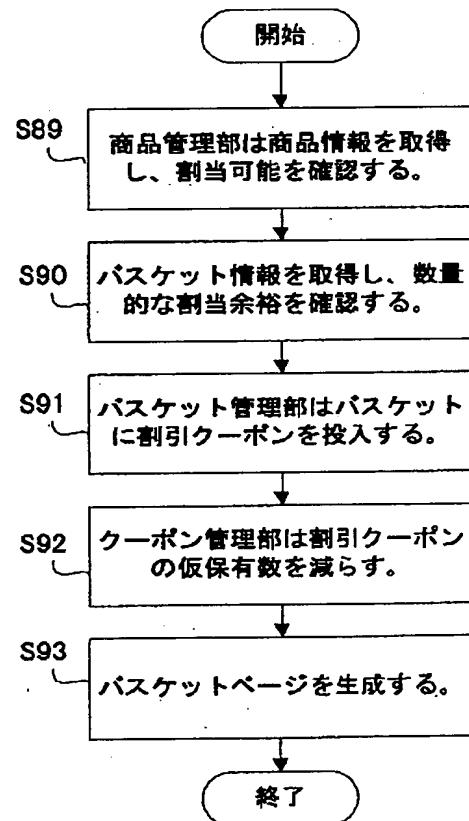 開始
S89
商品管理部は商品情報を取得
し、割当可能を確認する。
S90
バスケット情報を取得し、数量
的な割当余裕を確認する。
S91
バスケット管理部はバスケット
に割引クーポンを投入する。
S92
クーポン管理部は割引クーポン
の仮保有数を減らす。
S93
バスケットページを生成する。
終了